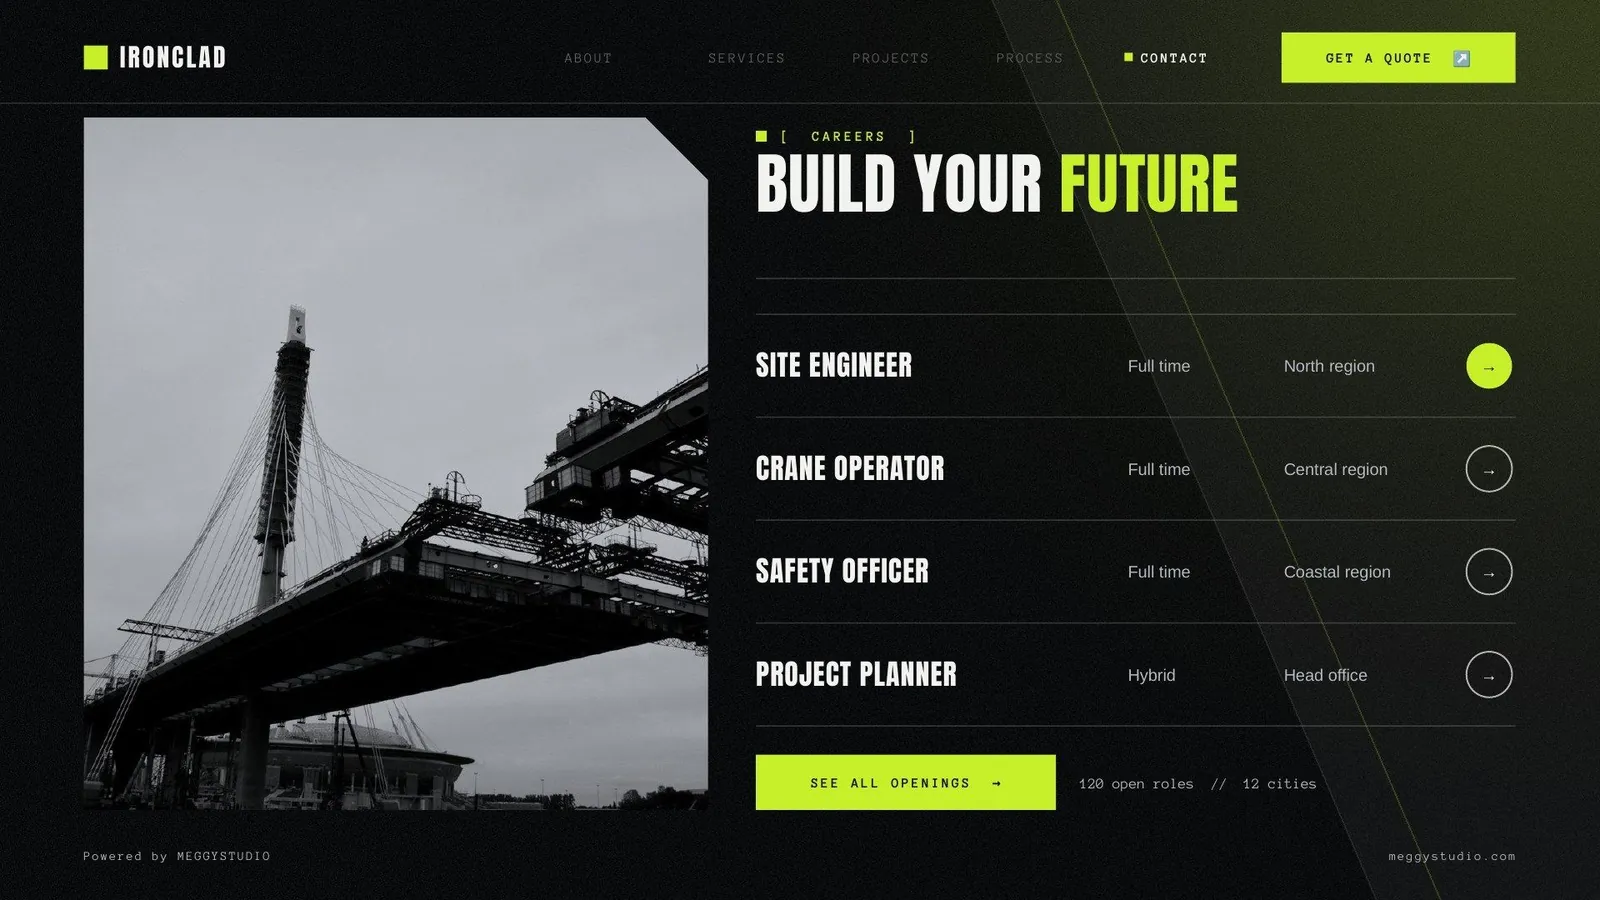 IRONCLAD
ABOUT SERVICES PROJECTS PROCESS CONTACT
GET A QUOTE ↗
[ CAREERS ]
BUILD YOUR FUTURE
SITE ENGINEER Full time North region →
CRANE OPERATOR Full time Central region →
SAFETY OFFICER Full time Coastal region →
PROJECT PLANNER Hybrid Head office →
SEE ALL OPENINGS →
120 open roles // 12 cities
Powered by MEGGYSTUDIO
meggystudio.com